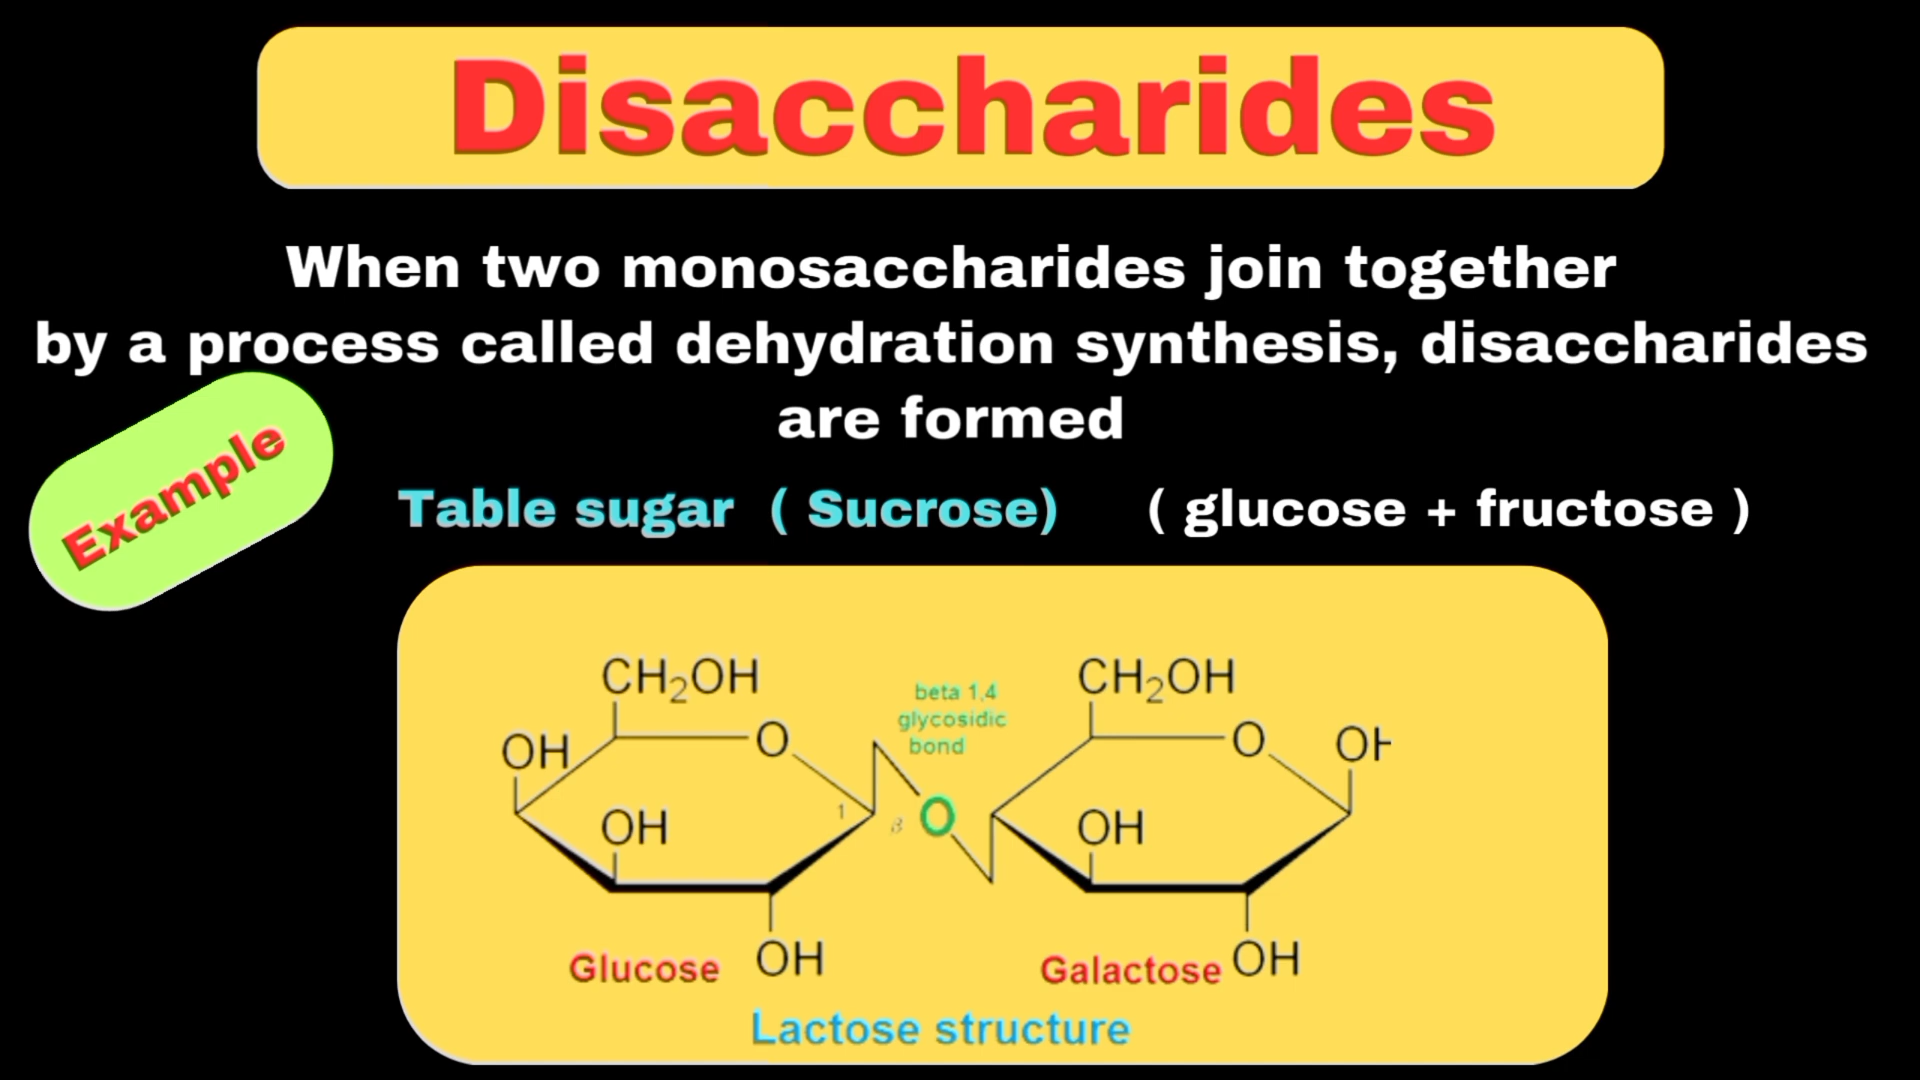 Disaccharides
When two monosaccharides join together
by a process called dehydration synthesis, disaccharides
are formed
Example
Table sugar ( Sucrose) ( glucose + fructose )
CH₂OH CH₂OH
beta 1,4
glycosidic
bond
OH O O OH
1 β O
OH OH
Glucose OH Galactose OH
Lactose structure